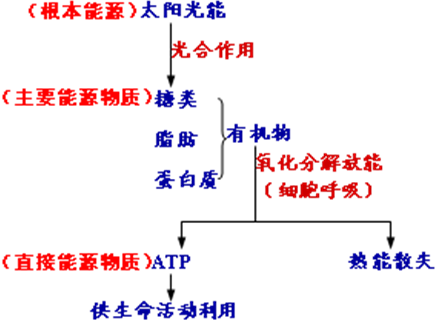 （根本能源）太阳光能
光合作用
（主要能源物质）糖类
脂肪
有机物
蛋白质
氧化分解放能
（细胞呼吸）
（直接能源物质）ATP
热能散失
供生命活动利用